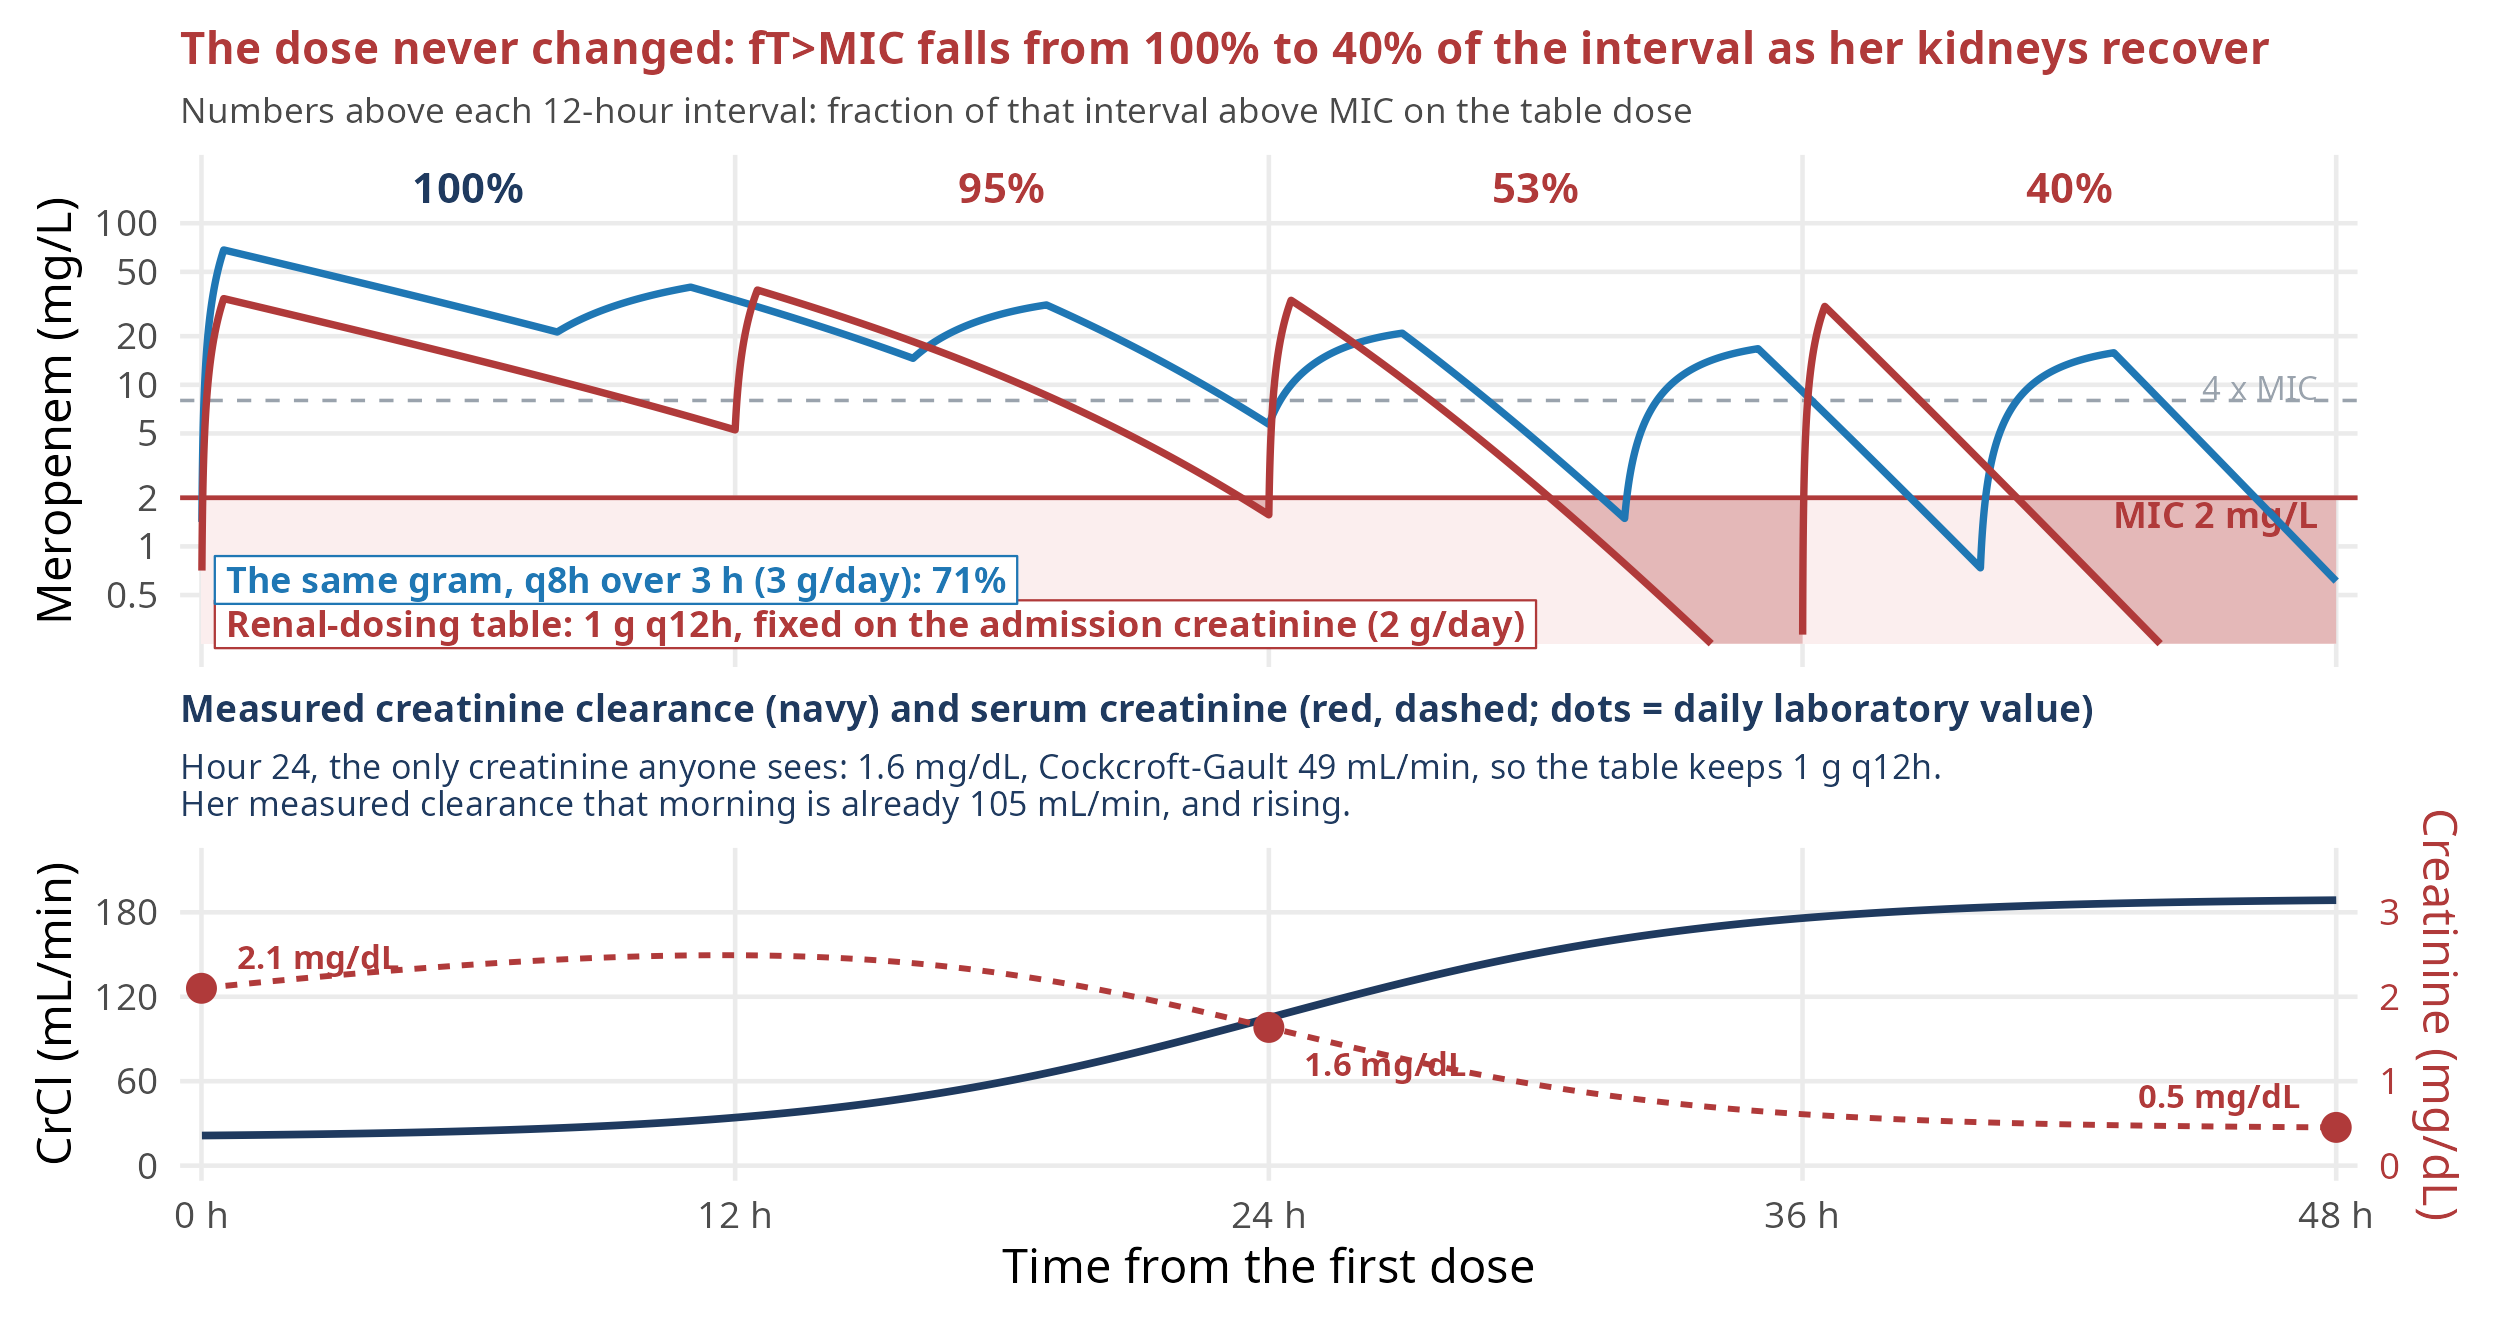 The dose never changed: fT>MIC falls from 100% to 40% of the interval as her kidneys recover
Numbers above each 12-hour interval: fraction of that interval above MIC on the table dose
100%
95%
53%
40%
Meropenem (mg/L)
100
50
20
10
5
2
1
0.5
4 x MIC
MIC 2 mg/L
The same gram, q8h over 3 h (3 g/day): 71%
Renal-dosing table: 1 g q12h, fixed on the admission creatinine (2 g/day)
Measured creatinine clearance (navy) and serum creatinine (red, dashed; dots = daily laboratory value)
Hour 24, the only creatinine anyone sees: 1.6 mg/dL, Cockcroft-Gault 49 mL/min, so the table keeps 1 g q12h.
Her measured clearance that morning is already 105 mL/min, and rising.
CrCl (mL/min)
180
120
60
0
2.1 mg/dL
1.6 mg/dL
0.5 mg/dL
3
2
1
0
Creatinine (mg/dL)
0 h
12 h
24 h
36 h
48 h
Time from the first dose